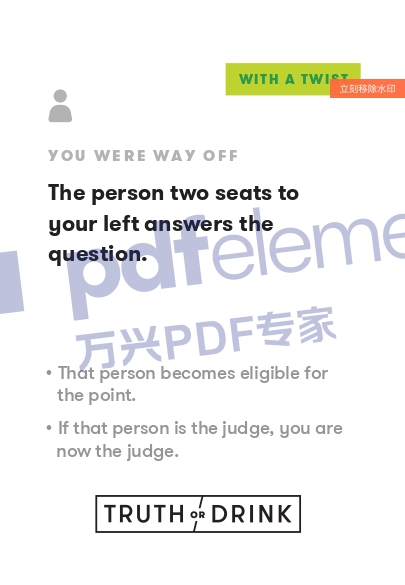 WITH A TWIST
立刻移除水印
YOU WERE WAY OFF
The person two seats to
your left answers the
question.
pdfeleme
万兴PDF专家
• That person becomes eligible for
the point.
• If that person is the judge, you are
now the judge.
TRUTH OR DRINK